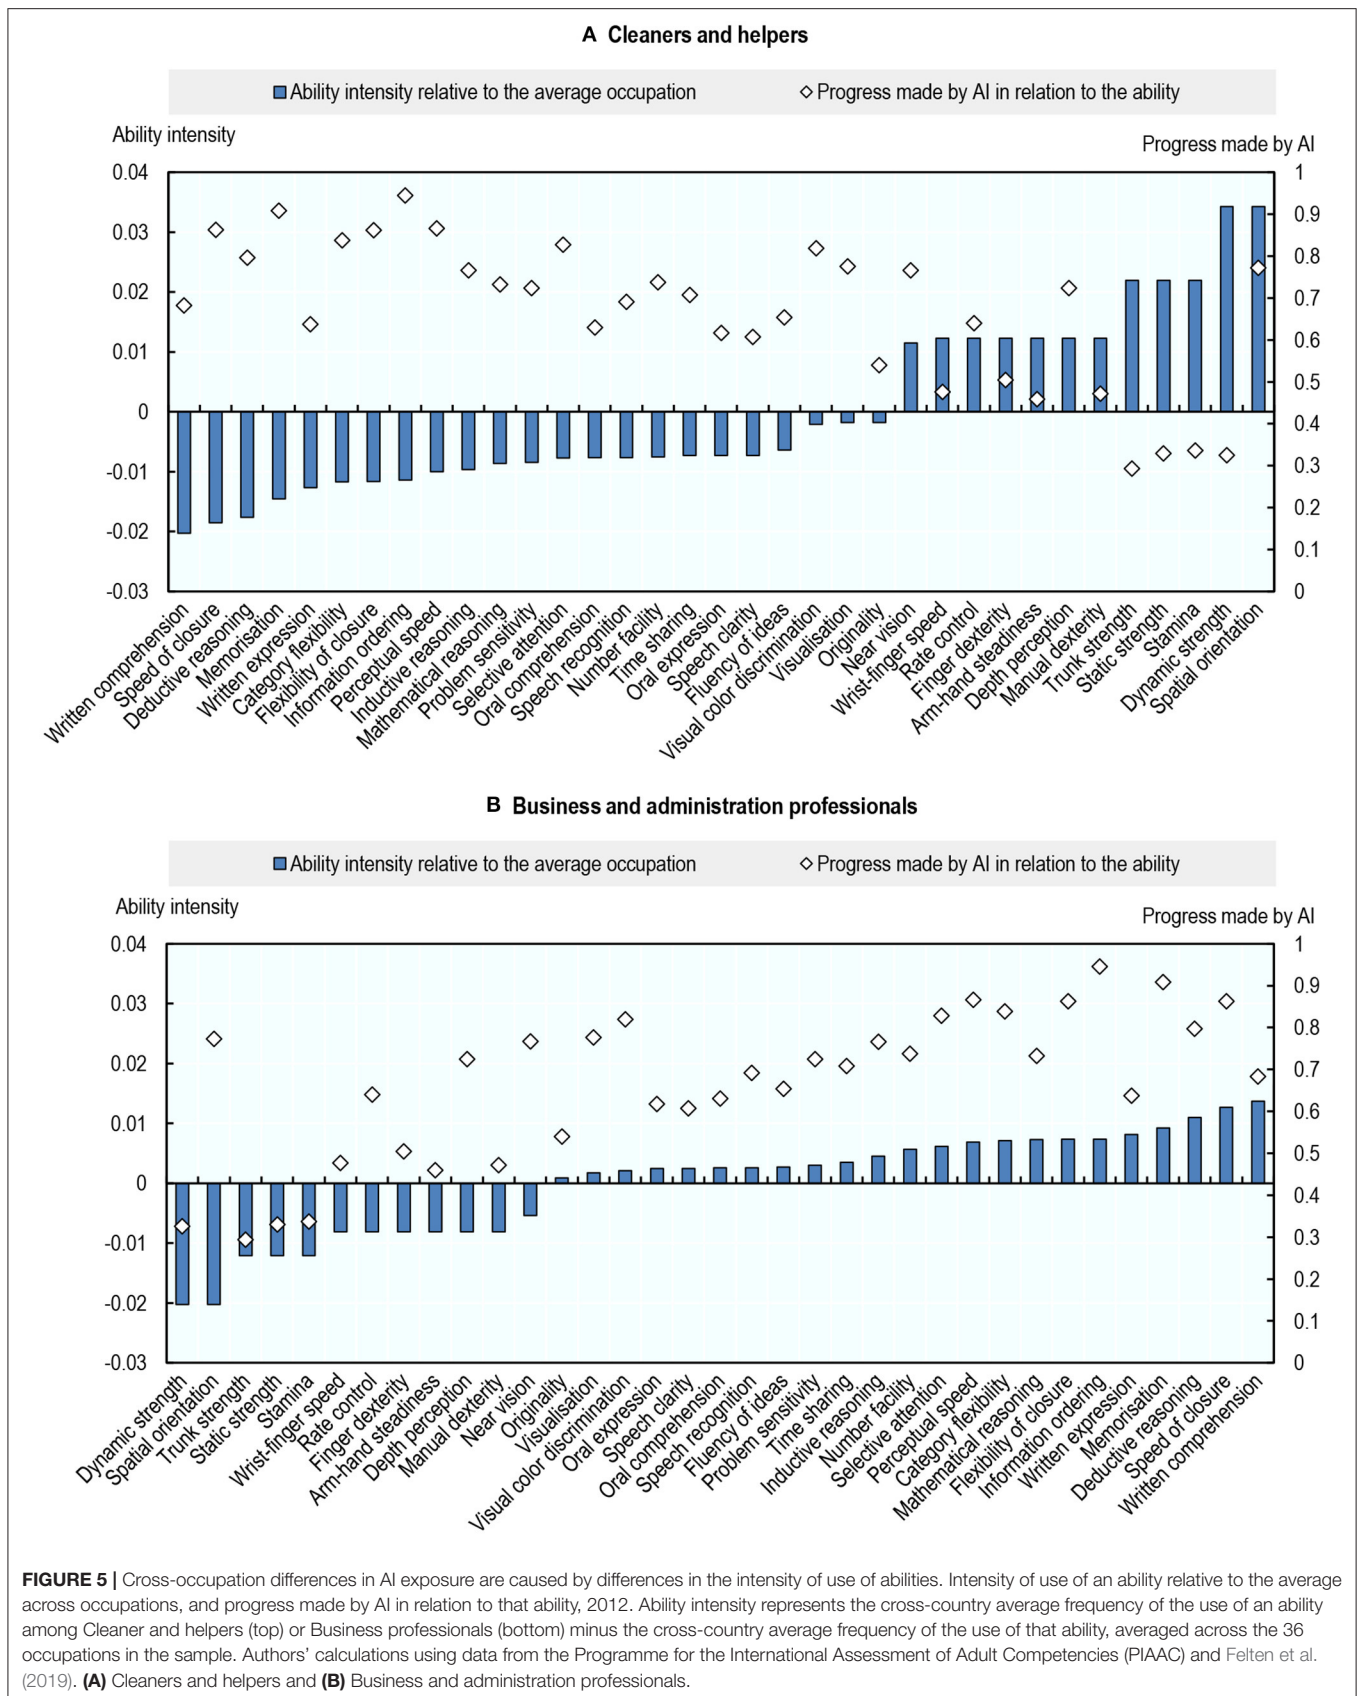 A Cleaners and helpers
Ability intensity relative to the average occupation
Progress made by AI in relation to the ability
Ability intensity
Progress made by AI
0.04
0.03
0.02
0.01
0
-0.01
-0.02
-0.03
1
0.9
0.8
0.7
0.6
0.5
0.4
0.3
0.2
0.1
0
Written comprehension
Speed of closure
Deductive reasoning
Memorisation
Written expression
Category flexibility
Flexibility of closure
Information ordering
Perceptual speed
Inductive reasoning
Mathematical reasoning
Problem sensitivity
Selective attention
Oral comprehension
Speech recognition
Number facility
Time sharing
Oral expression
Speech clarity
Fluency of ideas
Visual color discrimination
Visualisation
Originality
Near vision
Wrist-finger speed
Rate control
Finger dexterity
Arm-hand steadiness
Depth perception
Manual dexterity
Trunk strength
Static strength
Stamina
Dynamic strength
Spatial orientation
B Business and administration professionals
Ability intensity relative to the average occupation
Progress made by AI in relation to the ability
Ability intensity
Progress made by AI
0.04
0.03
0.02
0.01
0
-0.01
-0.02
-0.03
1
0.9
0.8
0.7
0.6
0.5
0.4
0.3
0.2
0.1
0
Dynamic strength
Spatial orientation
Trunk strength
Static strength
Stamina
Wrist-finger speed
Rate control
Finger dexterity
Arm-hand steadiness
Depth perception
Manual dexterity
Near vision
Originality
Visualisation
Visual color discrimination
Oral expression
Speech clarity
Oral comprehension
Speech recognition
Fluency of ideas
Problem sensitivity
Time sharing
Inductive reasoning
Number facility
Selective attention
Perceptual speed
Category flexibility
Mathematical reasoning
Flexibility of closure
Information ordering
Written expression
Memorisation
Deductive reasoning
Speed of closure
Written comprehension
FIGURE 5 | Cross-occupation differences in AI exposure are caused by differences in the intensity of use of abilities. Intensity of use of an ability relative to the average
across occupations, and progress made by AI in relation to that ability, 2012. Ability intensity represents the cross-country average frequency of the use of an ability
among Cleaner and helpers (top) or Business professionals (bottom) minus the cross-country average frequency of the use of that ability, averaged across the 36
occupations in the sample. Authors' calculations using data from the Programme for the International Assessment of Adult Competencies (PIAAC) and Felten et al.
(2019). (A) Cleaners and helpers and (B) Business and administration professionals.